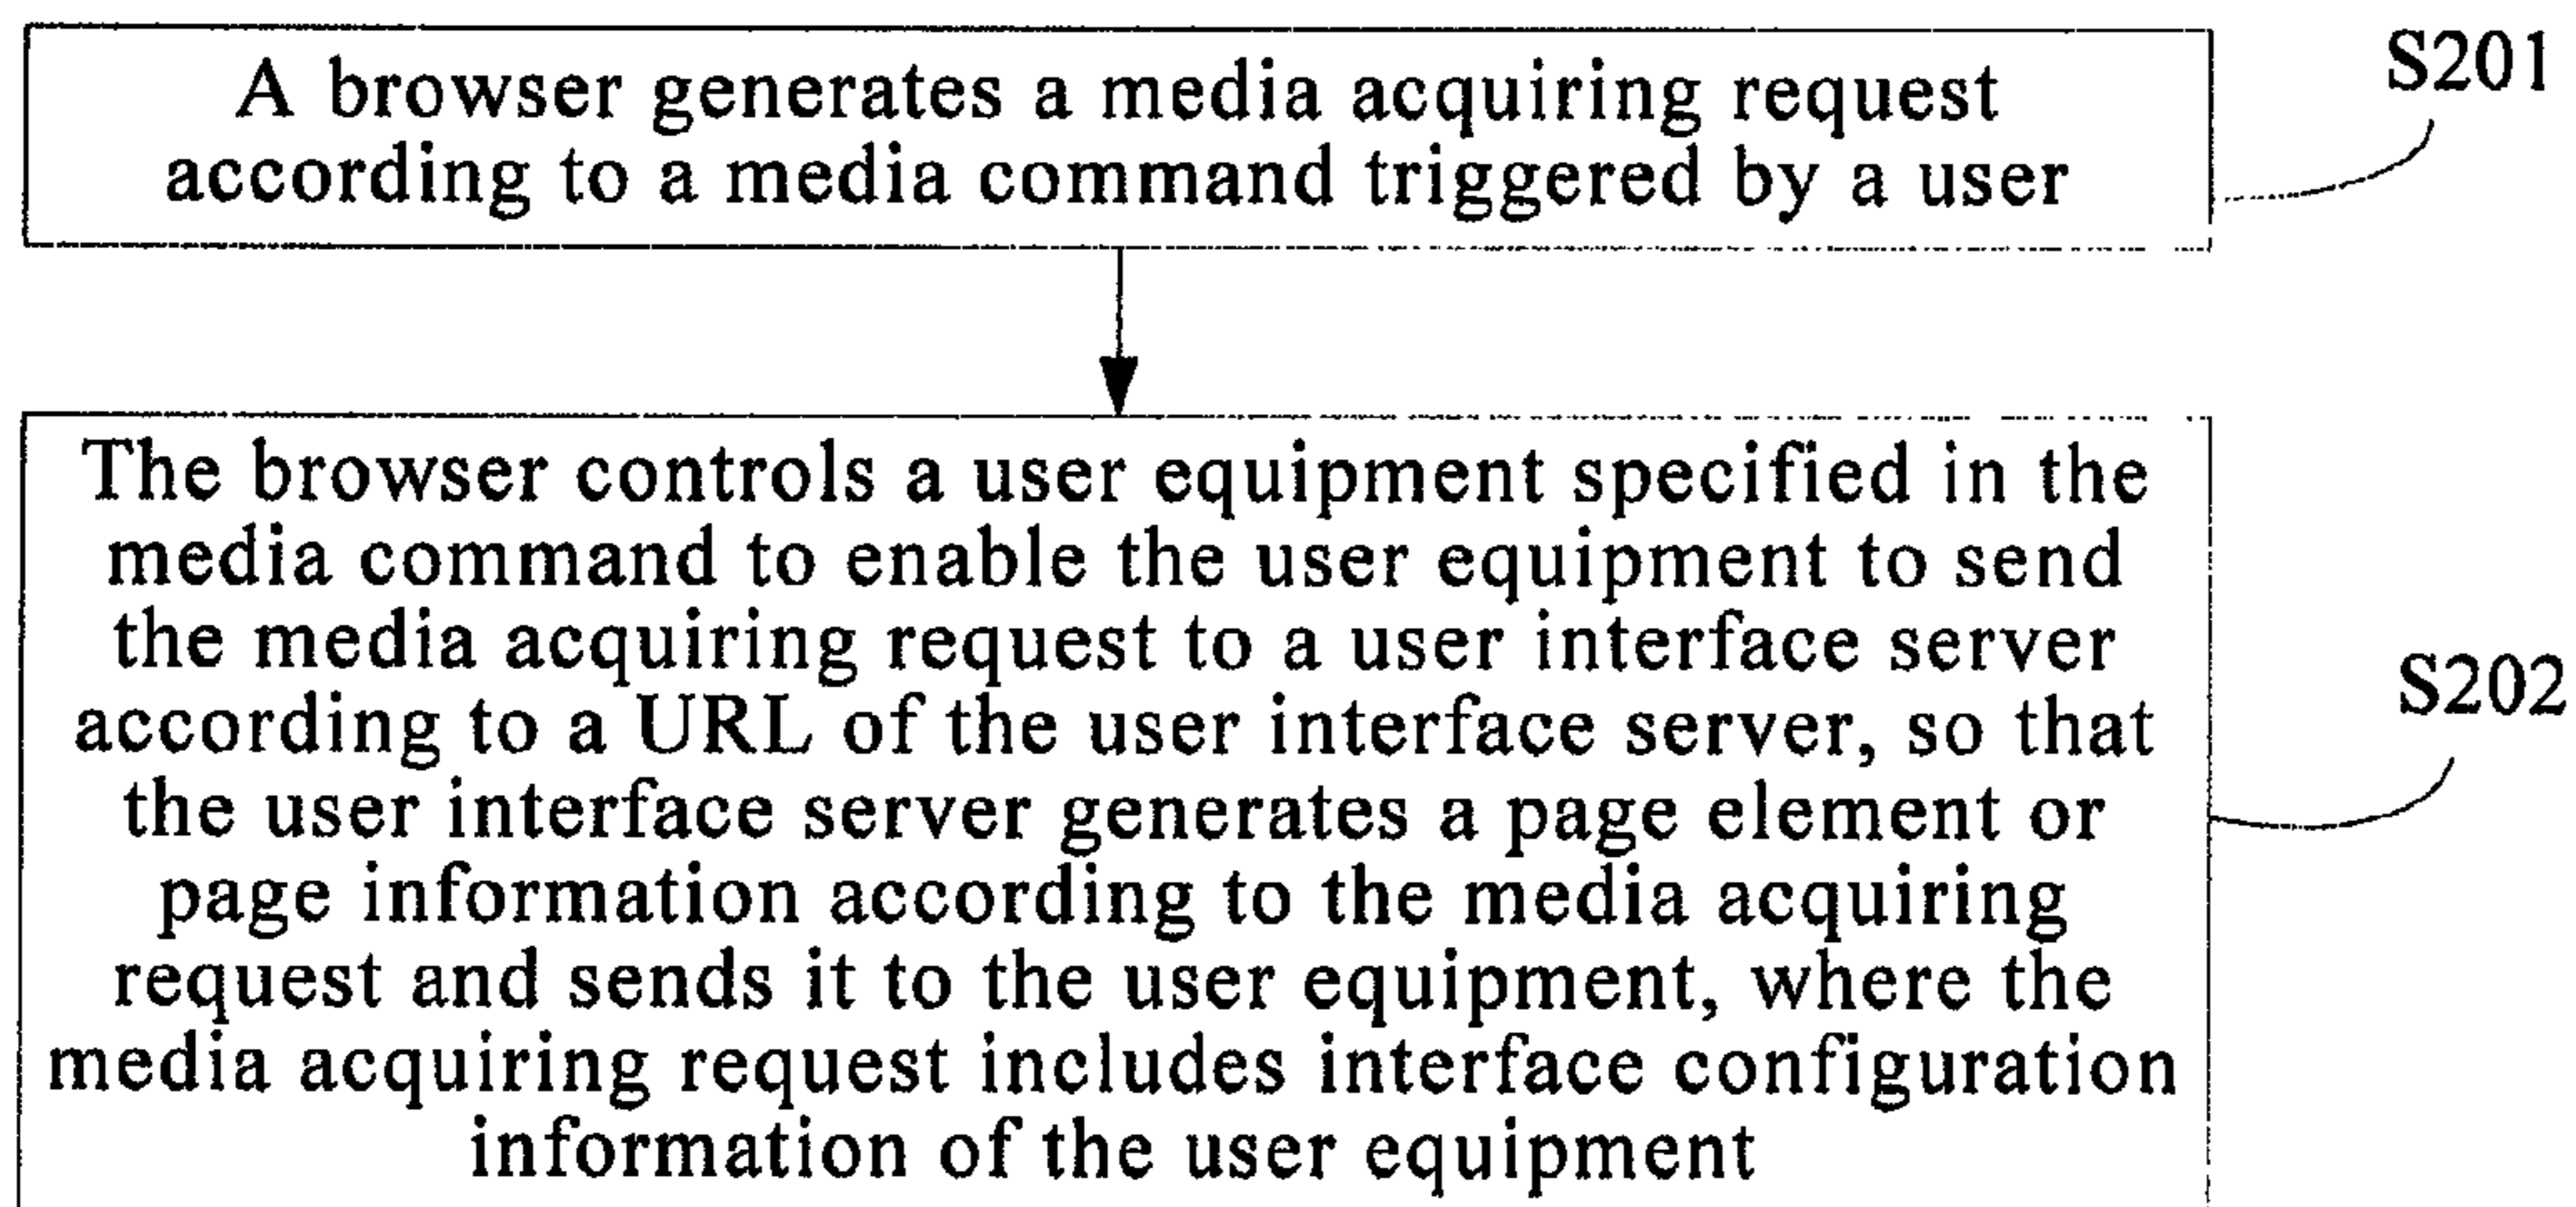 A browser generates a media acquiring request
according to a media command triggered by a user
S201
The browser controls a user equipment specified in the
media command to enable the user equipment to send
the media acquiring request to a user interface server
according to a URL of the user interface server, so that
the user interface server generates a page element or
page information according to the media acquiring
request and sends it to the user equipment, where the
media acquiring request includes interface configuration
information of the user equipment
S202